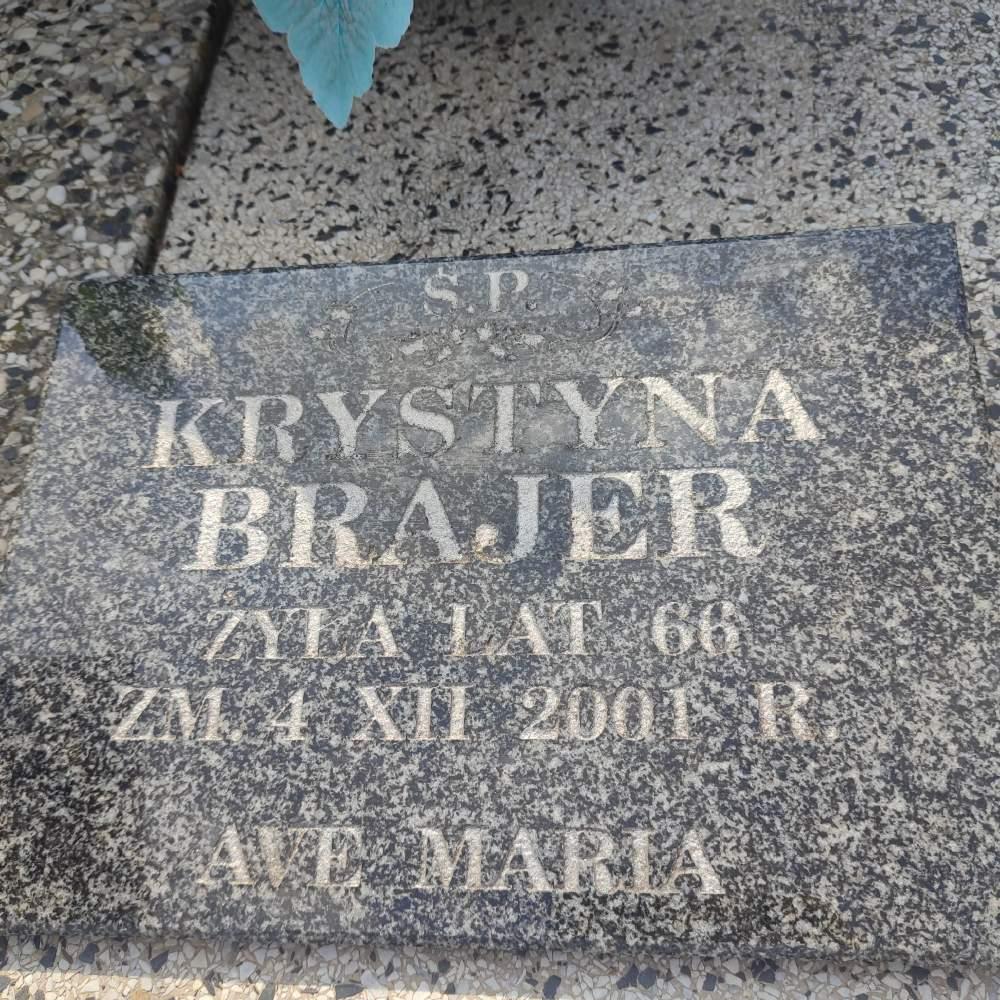 Ś.P.
KRYSTYNA
BRAJER
ŻYŁA LAT 66
ZM. 4 XII 2001 R.
AVE MARIA